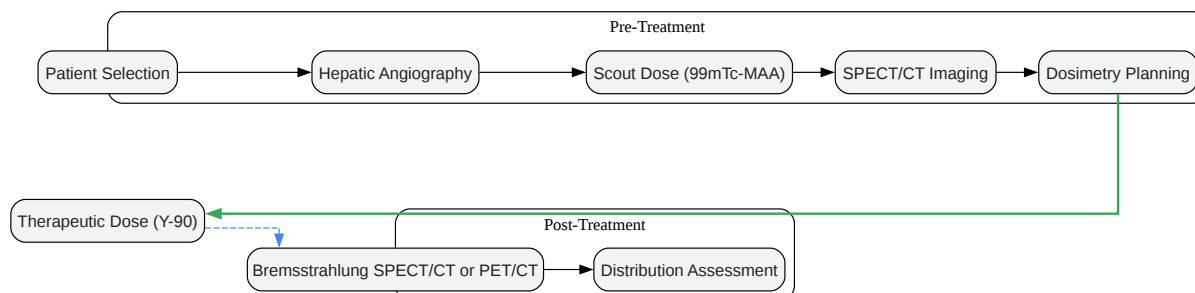 Pre-Treatment
Patient Selection
Hepatic Angiography
Scout Dose (99mTc-MAA)
SPECT/CT Imaging
Dosimetry Planning
Therapeutic Dose (Y-90)
Post-Treatment
Bremsstrahlung SPECT/CT or PET/CT
Distribution Assessment